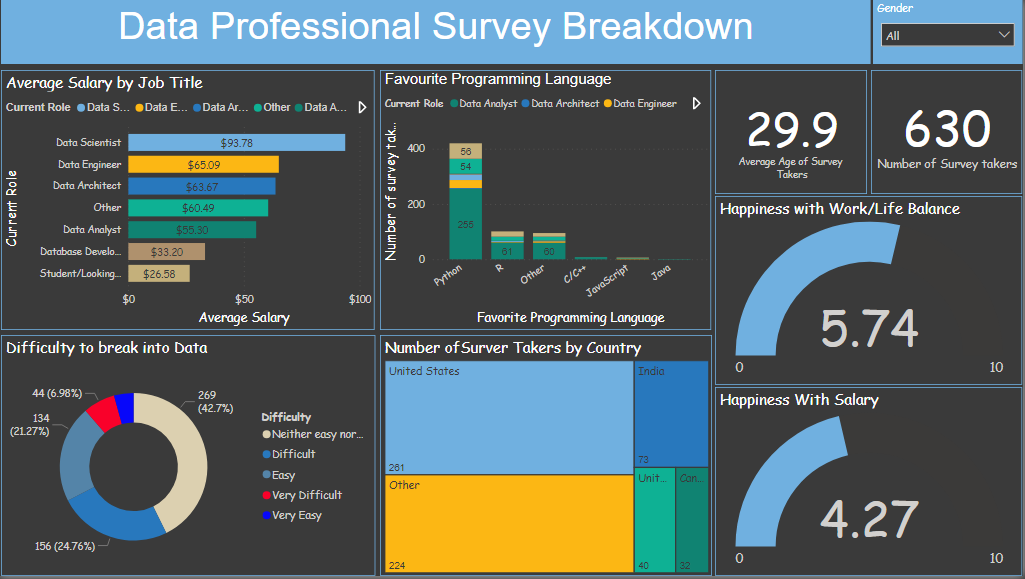 Data Professional Survey Breakdown
Gender
All
Average Salary by Job Title
Current Role Data S... Data E... Data Ar... Other Data A...
Current Role
Data Scientist $93.78
Data Engineer $65.09
Data Architect $63.67
Other $60.49
Data Analyst $55.30
Database Develo... $33.20
Student/Looking... $26.58
$0 $50 $100
Average Salary
Favourite Programming Language
Current Role Data Analyst Data Architect Data Engineer
Number of survey tak...
400
200
0
56
54
255
61
60
Python R Other C/C++ JavaScript Java
Favorite Programming Language
29.9
Average Age of Survey
Takers
630
Number of Survey takers
Happiness with Work/Life Balance
5.74
0 10
Difficulty to break into Data
44 (6.98%)
134
(21.27%)
269
(42.7%)
156 (24.76%)
Difficulty
Neither easy nor...
Difficult
Easy
Very Difficult
Very Easy
Number of Surver Takers by Country
United States
261
Other
224
India
73
Unit...
40
Can...
32
Happiness With Salary
4.27
0 10